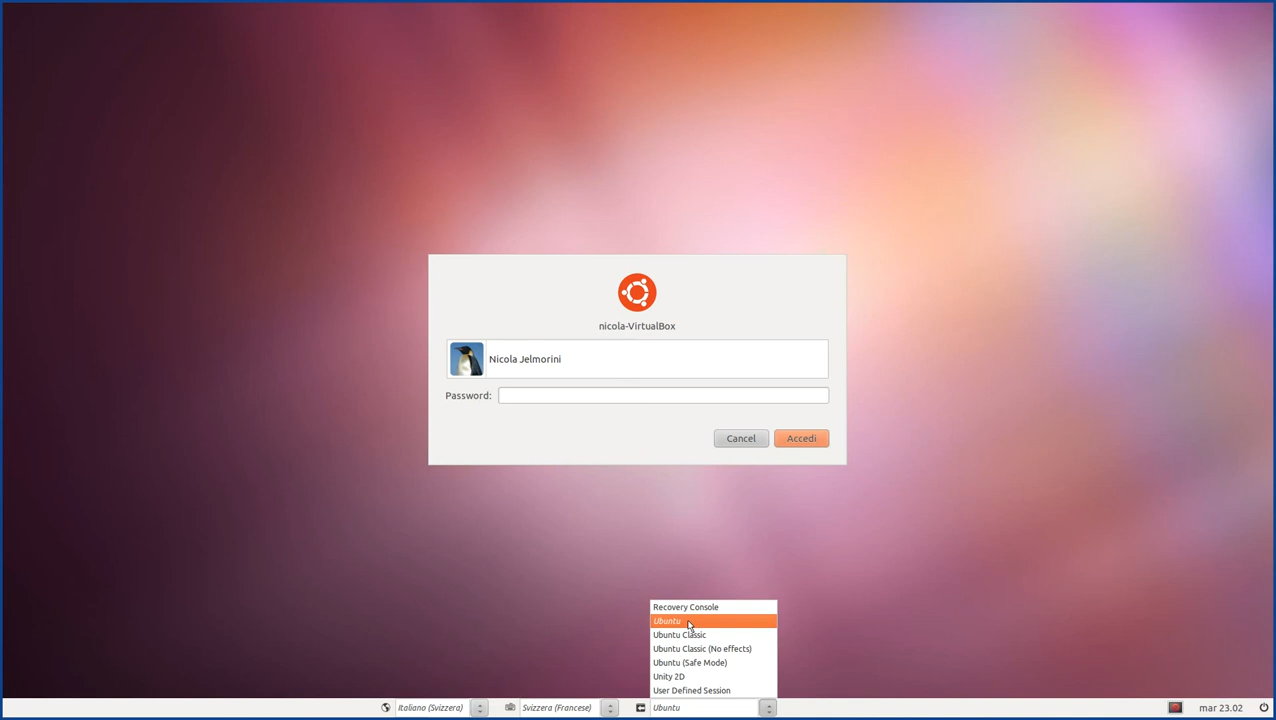 nicola-VirtualBox
Nicola Jelmorini
Password:
Cancel
Accedi
Recovery Console
Ubuntu
Ubuntu Classic
Ubuntu Classic (No effects)
Ubuntu (Safe Mode)
Unity 2D
User Defined Session
Italiano (Svizzera)
Svizzera (Francese)
Ubuntu
mar 23.02